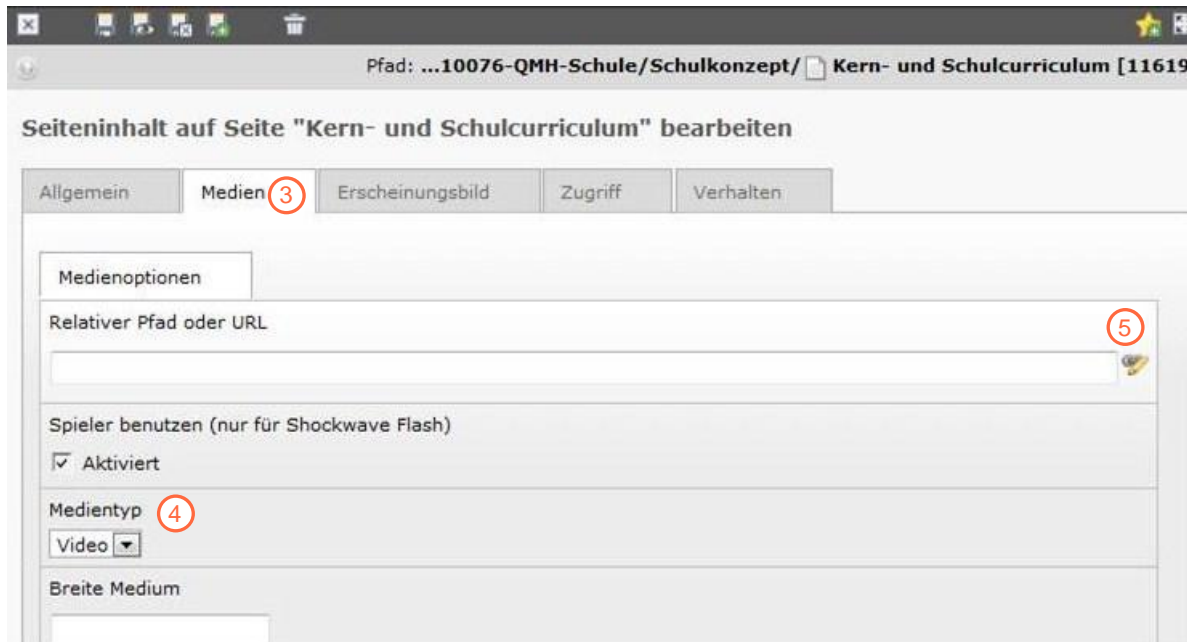 Pfad: ...10076-QMH-Schule/Schulkonzept/ Kern- und Schulcurriculum [11619
Seiteninhalt auf Seite "Kern- und Schulcurriculum" bearbeiten
Allgemein Medien 3 Erscheinungsbild Zugriff Verhalten
Medienoptionen
Relativer Pfad oder URL
5
Spieler benutzen (nur für Shockwave Flash)
Aktiviert
Medientyp 4
Video
Breite Medium